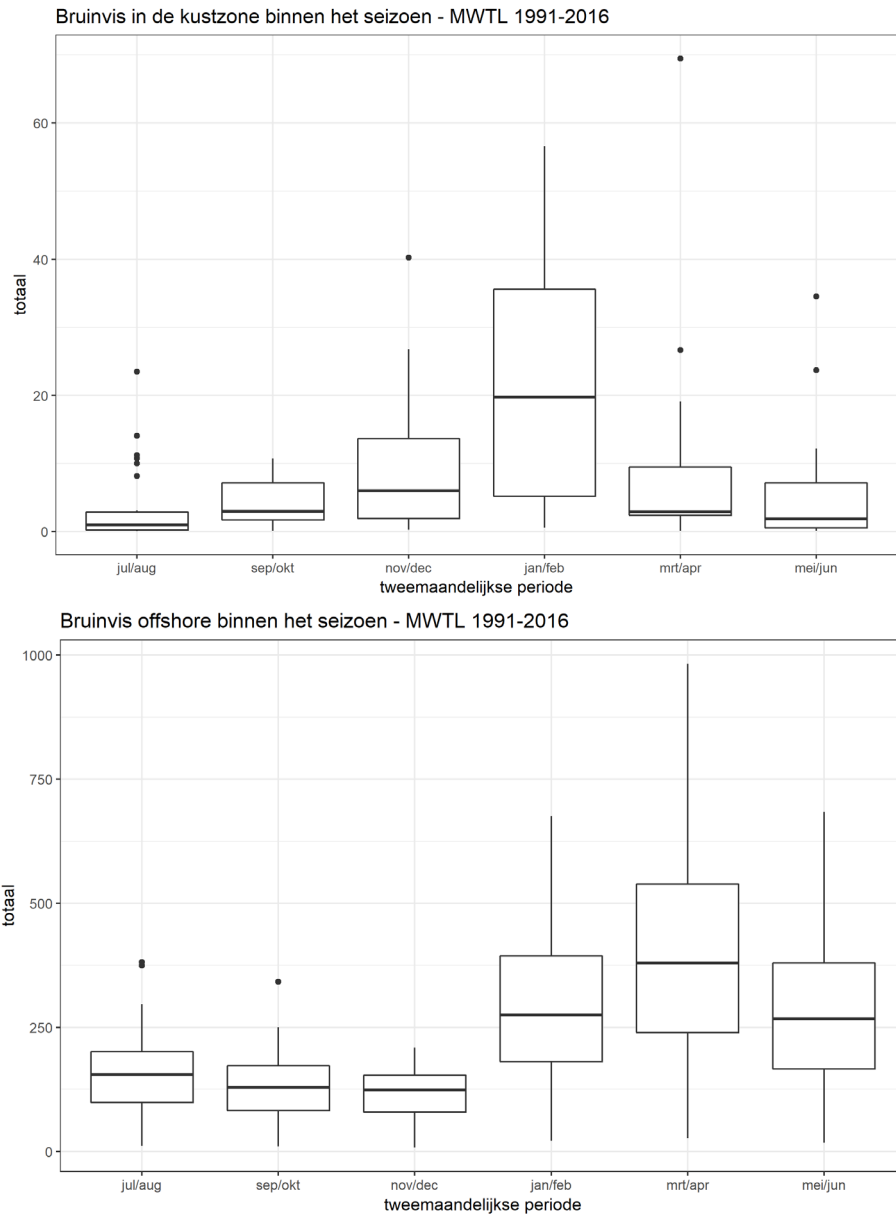 Bruinvis in de kustzone binnen het seizoen - MWTL 1991-2016
60
40
20
0
totaal
jul/aug sep/okt nov/dec jan/feb mrt/apr mei/jun
tweemaandelijkse periode
Bruinvis offshore binnen het seizoen - MWTL 1991-2016
1000
750
500
250
0
totaal
jul/aug sep/okt nov/dec jan/feb mrt/apr mei/jun
tweemaandelijkse periode